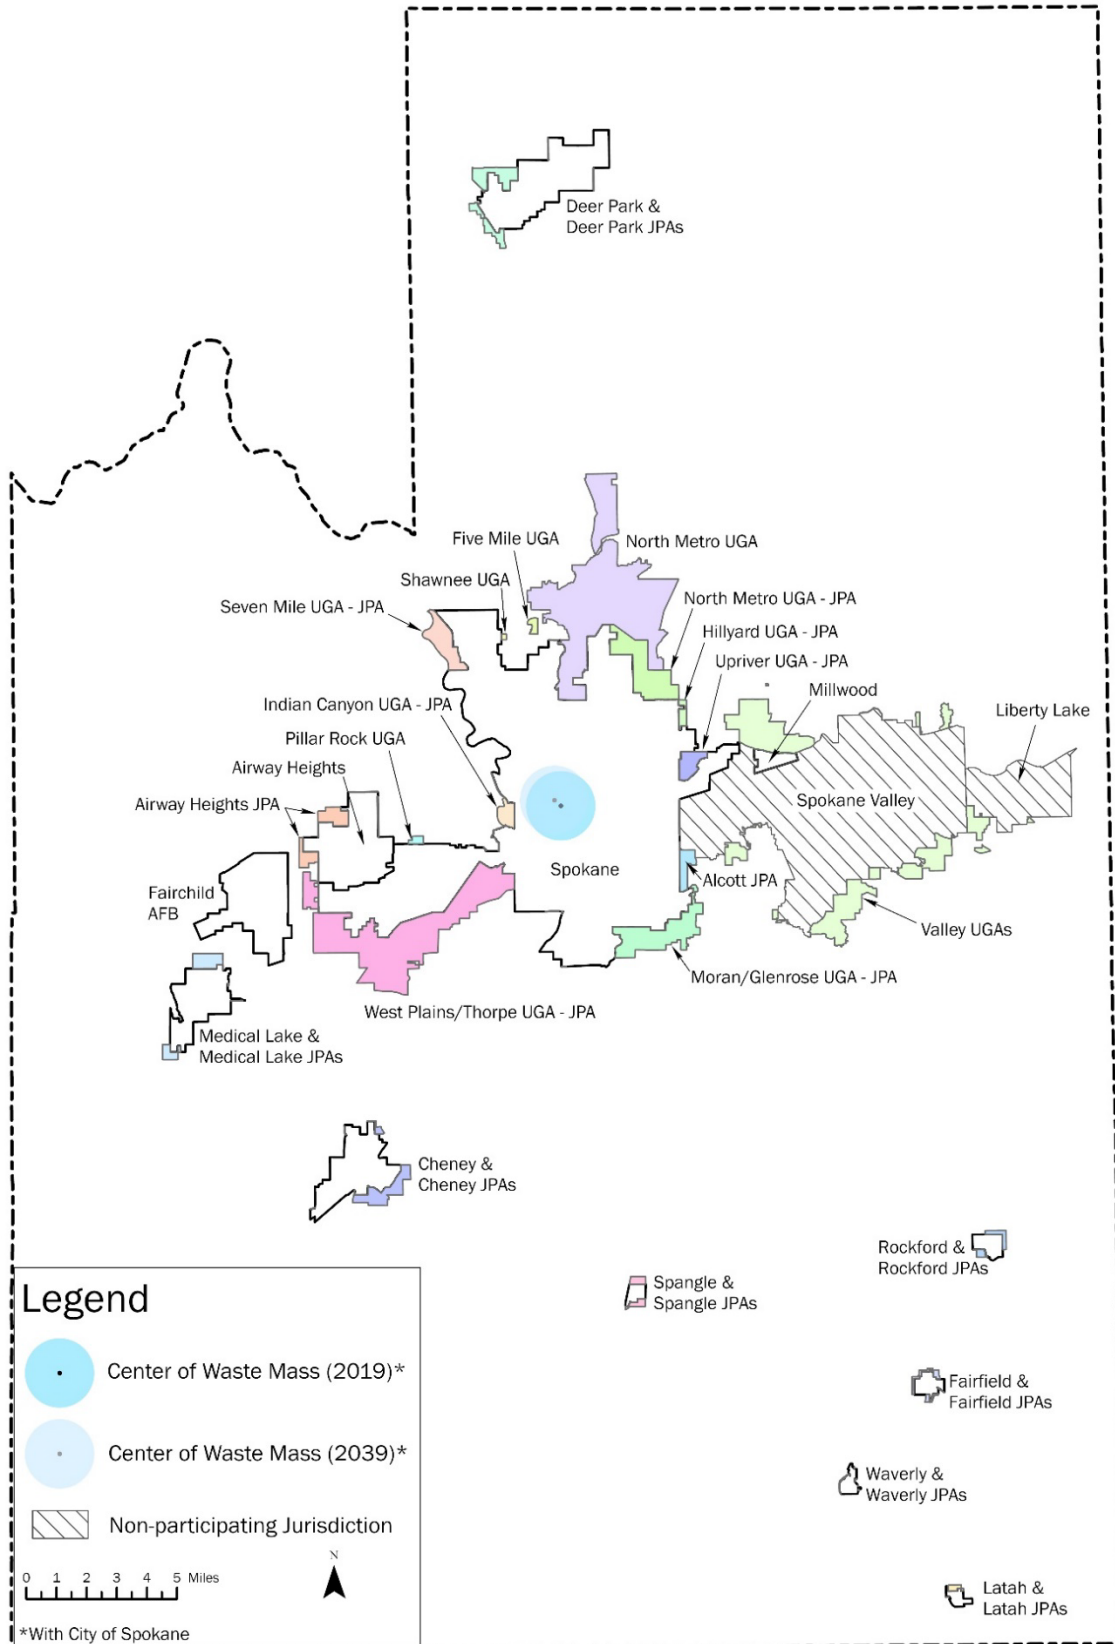 Deer Park &
Deer Park JPAs
Five Mile UGA
North Metro UGA
Shawnee UGA
Seven Mile UGA - JPA
North Metro UGA - JPA
Hillyard UGA - JPA
Upriver UGA - JPA
Millwood
Indian Canyon UGA - JPA
Liberty Lake
Pillar Rock UGA
Airway Heights
Airway Heights JPA
Spokane Valley
Spokane
Alcott JPA
Fairchild
AFB
Valley UGAs
Moran/Glenrose UGA - JPA
West Plains/Thorpe UGA - JPA
Medical Lake &
Medical Lake JPAs
Cheney &
Cheney JPAs
Rockford &
Rockford JPAs
Spangle &
Spangle JPAs
Fairfield &
Fairfield JPAs
Waverly &
Waverly JPAs
Latah &
Latah JPAs
Legend
Center of Waste Mass (2019)*
Center of Waste Mass (2039)*
Non-participating Jurisdiction
N
0 1 2 3 4 5 Miles
*With City of Spokane